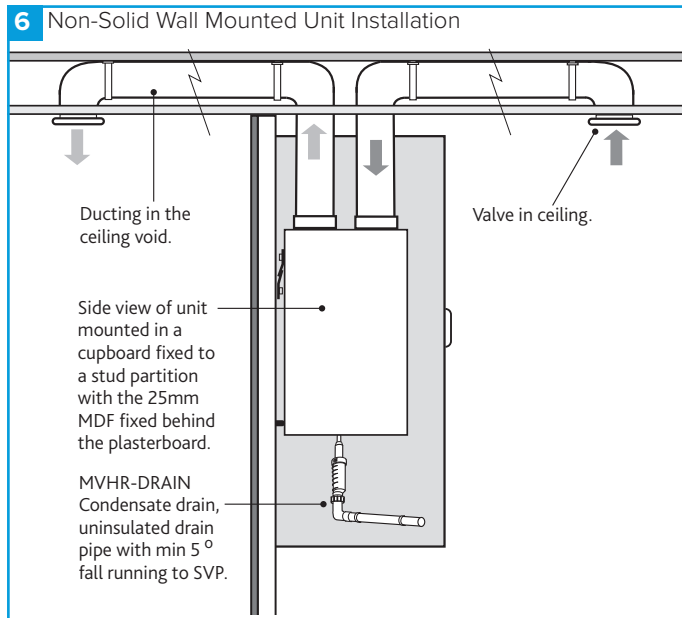 6 Non-Solid Wall Mounted Unit Installation
Ducting in the
ceiling void.
Valve in ceiling.
Side view of unit
mounted in a
cupboard fixed to
a stud partition
with the 25mm
MDF fixed behind
the plasterboard.
MVHR-DRAIN
Condensate drain,
uninsulated drain
pipe with min 5 o
fall running to SVP.